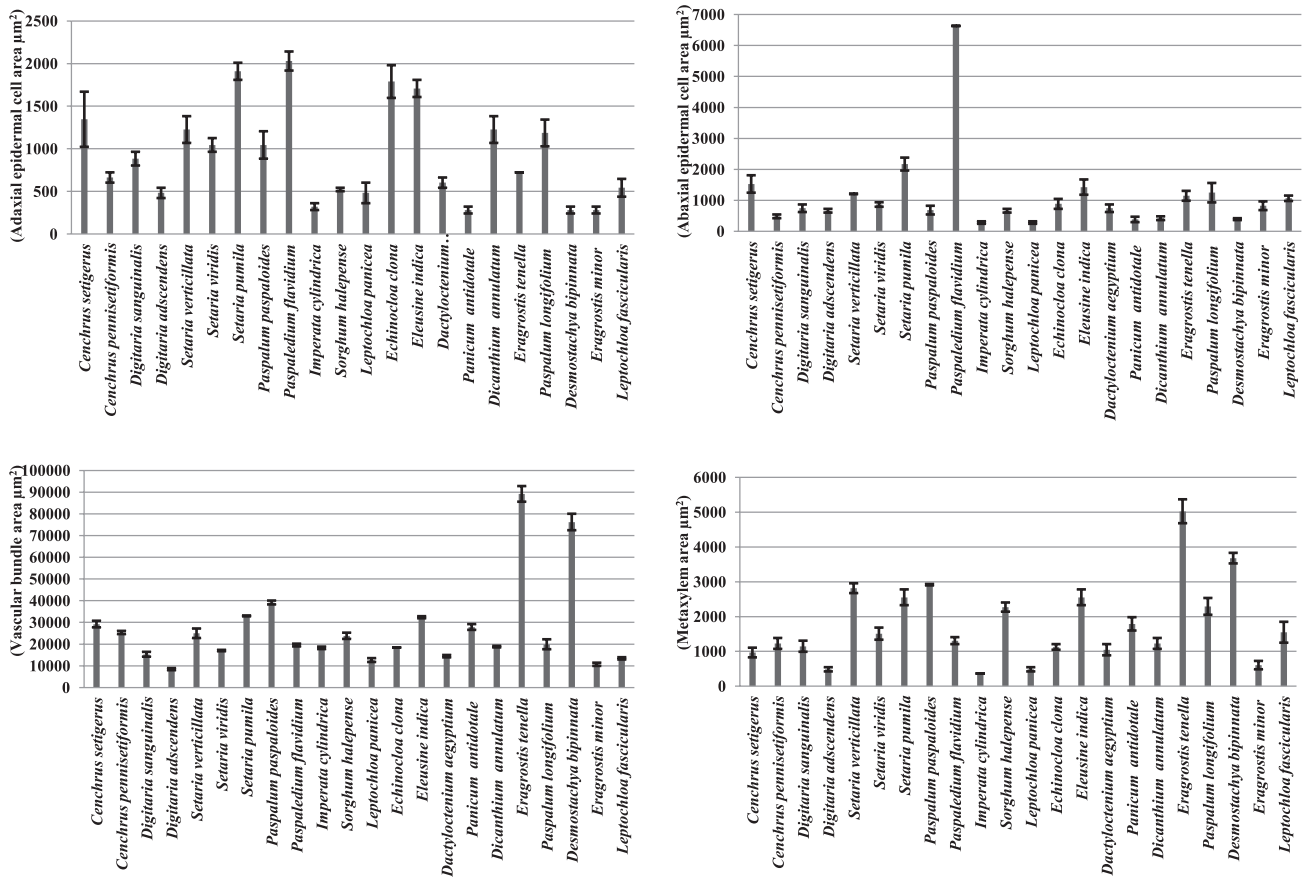 (Adaxial epidermal cell area µm²)
2500
2000
1500
1000
500
0
Cenchrus setigerus
Cenchrus pennisetiformis
Digitaria sanguinalis
Digitaria adscendens
Setaria verticillata
Setaria viridis
Setaria pumila
Paspalum paspaloides
Paspaledium flavidium
Imperata cylindrica
Sorghum halepense
Leptochloa panicea
Echinocloa clona
Eleusine indica
Dactyloctenium…
Panicum antidotale
Dicanthium annulatum
Eragrostis tenella
Paspalum longifolium
Desmostachya bipinnata
Eragrostis minor
Leptochloa fascicularis
(Abaxial epidermal cell area µm²)
7000
6000
5000
4000
3000
2000
1000
0
Cenchrus setigerus
Cenchrus pennisetiformis
Digitaria sanguinalis
Digitaria adscendens
Setaria verticillata
Setaria viridis
Setaria pumila
Paspalum paspaloides
Paspaledium flavidium
Imperata cylindrica
Sorghum halepense
Leptochloa panicea
Echinocloa clona
Eleusine indica
Dactyloctenium aegyptium
Panicum antidotale
Dicanthium annulatum
Eragrostis tenella
Paspalum longifolium
Desmostachya bipinnata
Eragrostis minor
Leptochloa fascicularis
(Vascular bundle area µm²)
100000
90000
80000
70000
60000
50000
40000
30000
20000
10000
0
Cenchrus setigerus
Cenchrus pennisetiformis
Digitaria sanguinalis
Digitaria adscendens
Setaria verticillata
Setaria viridis
Setaria pumila
Paspalum paspaloides
Paspledium flavidium
Imperata cylindrica
Sorghum halepense
Leptochloa panicea
Echinocloa clona
Eleusine indica
Dactyloctenium aegyptium
Panicum antidotale
Dicanthium annulatum
Eragrostis tenella
Paspalum longifolium
Desmostachya bipinnata
Eragrostis minor
Leptochloa fascicularis
(Metaxylem area µm²)
6000
5000
4000
3000
2000
1000
0
Cenchrus setigerus
Cenchrus pennisetiformis
Digitaria sanguinalis
Digitaria adscendens
Setaria verticillata
Setaria viridis
Setaria pumila
Paspalum paspaloides
Paspaledium flavidium
Imperata cylindrica
Sorghum halepense
Leptochloa panicea
Echinocloa clona
Eleusine indica
Dactyloctenium aegyptium
Panicum antidotale
Dicanthium annulatum
Eragrostis tenella
Paspalum longifolium
Desmostachya bipinnata
Eragrostis minor
Leptochloa fascicularis